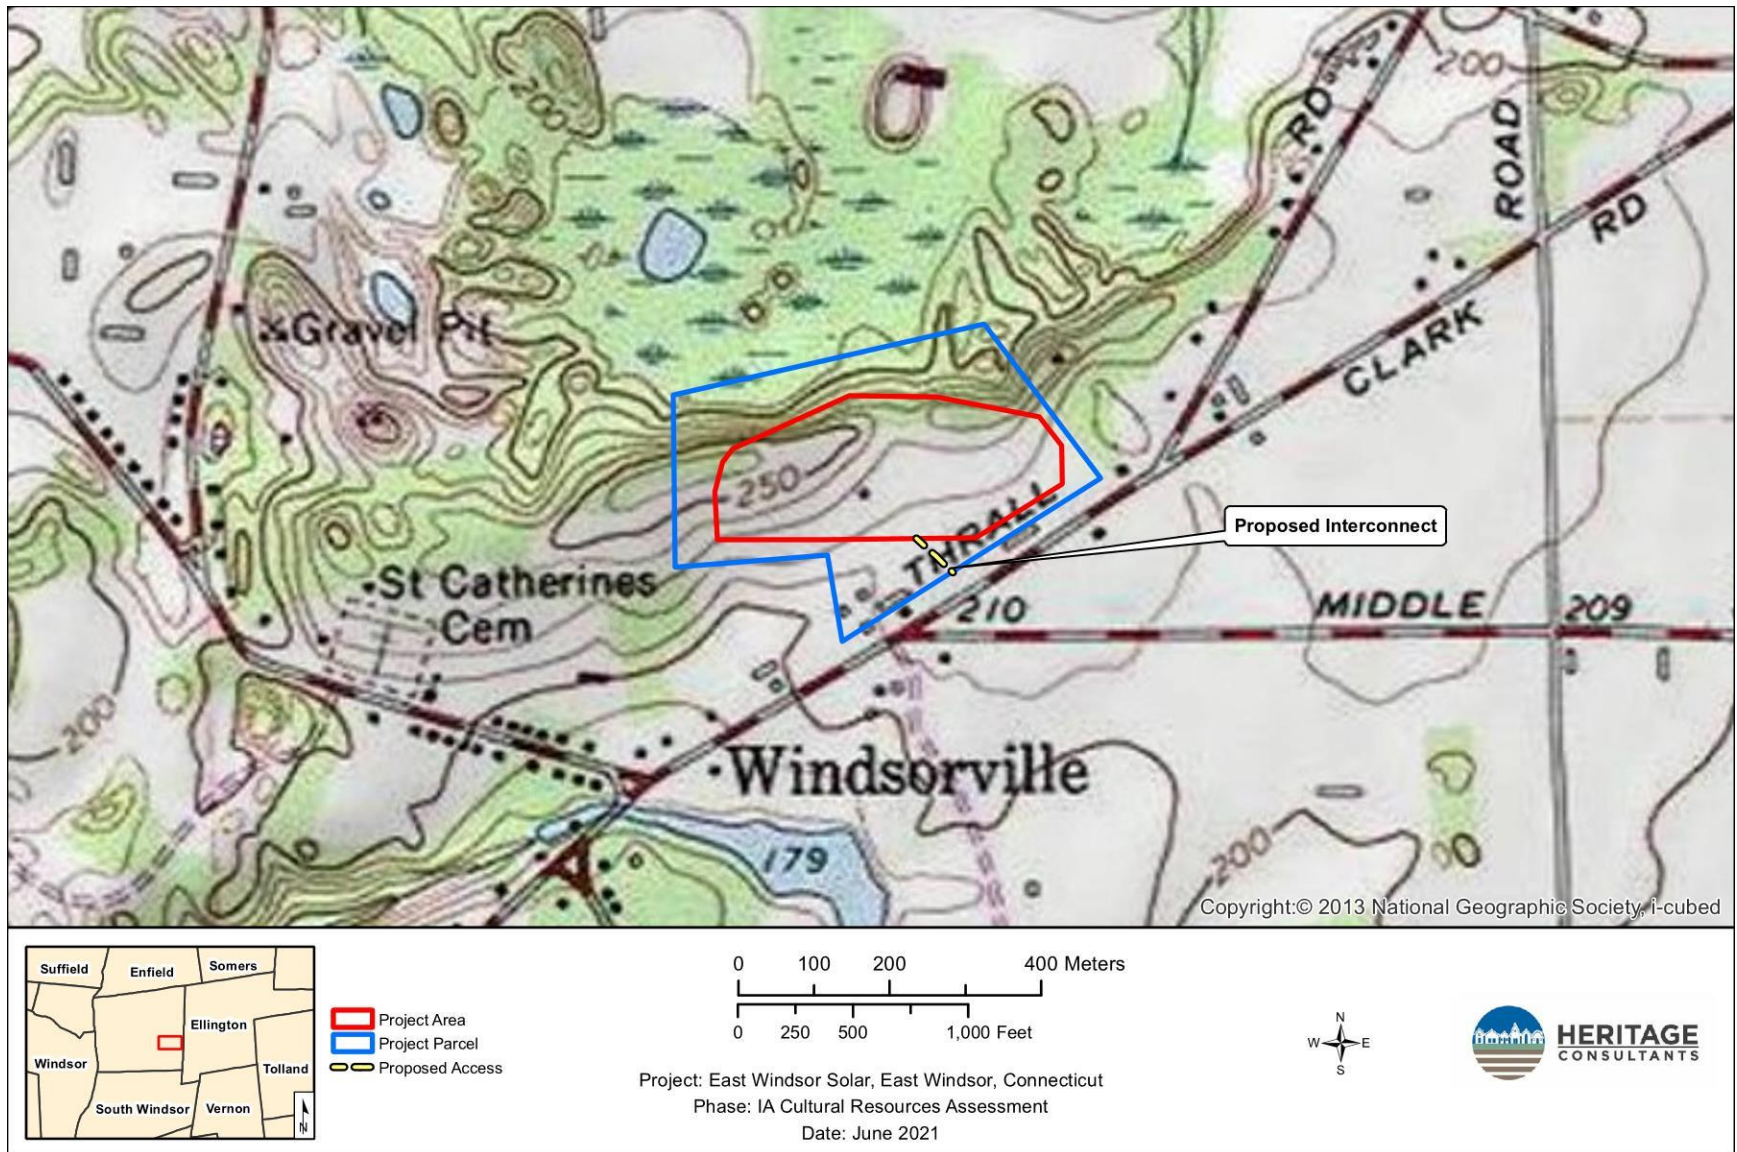 200
RD
200
ROAD
RD
CLARK
Gravel Pit
250
THRALL
Proposed Interconnect
St Catherines
Cem
210
MIDDLE
209
200
Windsorville
179
200
Copyright:© 2013 National Geographic Society, i-cubed
Suffield
Enfield
Somers
Ellington
Windsor
Tolland
South Windsor
Vernon
N
Project Area
Project Parcel
Proposed Access
0 100 200 400 Meters
0 250 500 1,000 Feet
Project: East Windsor Solar, East Windsor, Connecticut
Phase: IA Cultural Resources Assessment
Date: June 2021
N
W E
S
HERITAGE
CONSULTANTS